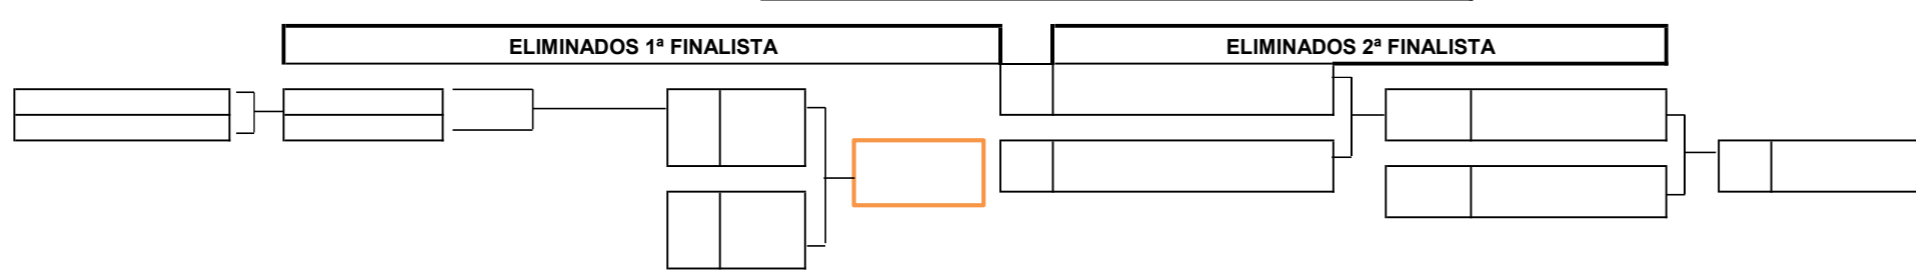 ELIMINADOS 1ª FINALISTA
ELIMINADOS 2ª FINALISTA